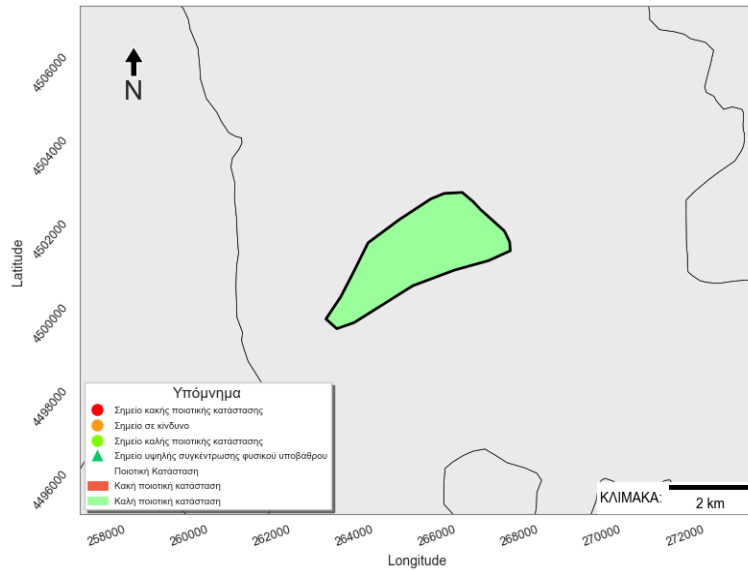 4506000
4504000
4502000
4500000
4498000
4496000
Latitude
N
Υπόμνημα
Σημείο κακής ποιοτικής κατάστασης
Σημείο σε κίνδυνο
Σημείο καλής ποιοτικής κατάστασης
Σημείο υψηλής συγκέντρωσης φυσικού υποβάθρου
Ποιοτική Κατάσταση
Κακή ποιοτική κατάσταση
Καλή ποιοτική κατάσταση
ΚΛΙΜΑΚΑ:
2 km
258000
260000
262000
264000
266000
268000
270000
272000
Longitude